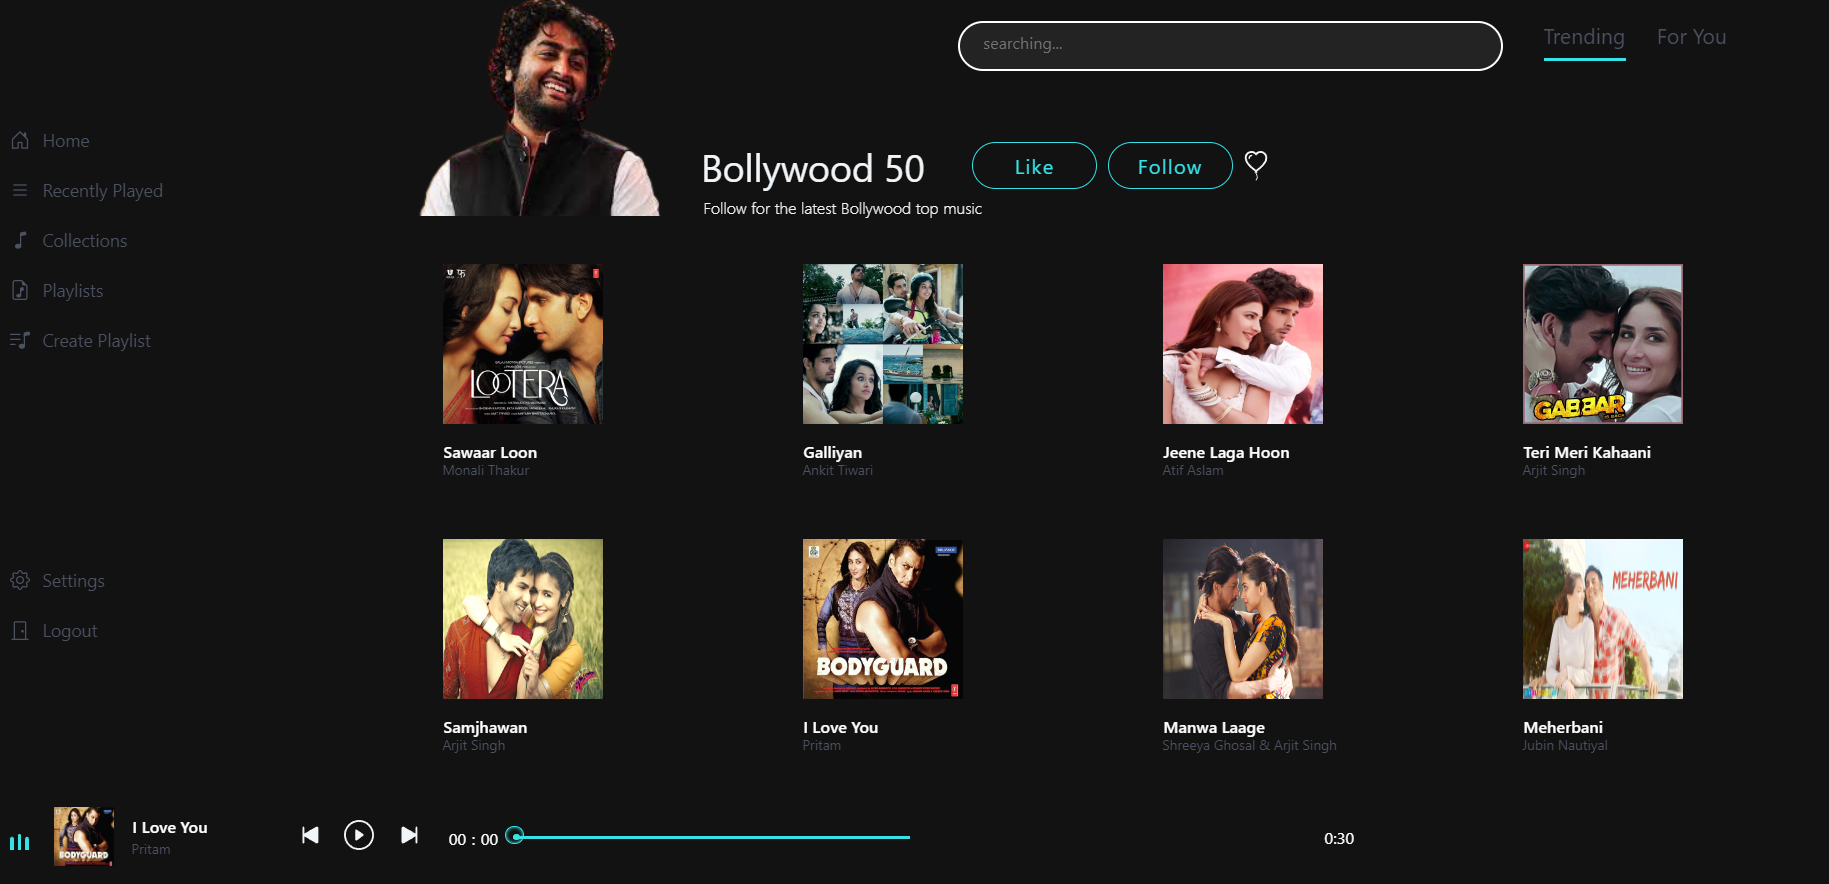 searching...
Trending
For You
Home
Recently Played
Collections
Playlists
Create Playlist
Settings
Logout
Bollywood 50
Like
Follow
Follow for the latest Bollywood top music
LOOTERA
Sawaar Loon
Monali Thakur
Galliyan
Ankit Tiwari
Jeene Laga Hoon
Atif Aslam
GABBAR
IS BACK
Teri Meri Kahaani
Arjit Singh
Samjhawan
Arjit Singh
BODYGUARD
I Love You
Pritam
Manwa Laage
Shreeya Ghosal & Arjit Singh
MEHERBANI
Meherbani
Jubin Nautiyal
BODYGUARD
I Love You
Pritam
00 : 00
0:30